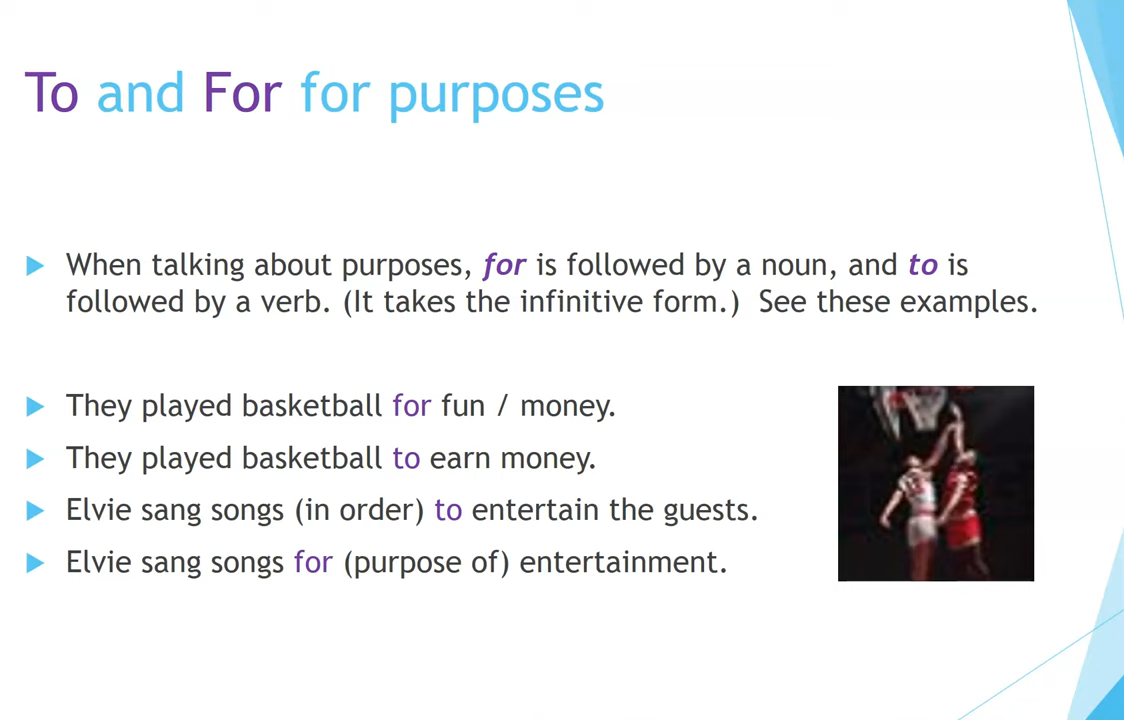 To and For for purposes
When talking about purposes, for is followed by a noun, and to is
followed by a verb. (It takes the infinitive form.)  See these examples.
They played basketball for fun / money.
They played basketball to earn money.
Elvie sang songs (in order) to entertain the guests.
Elvie sang songs for (purpose of) entertainment.